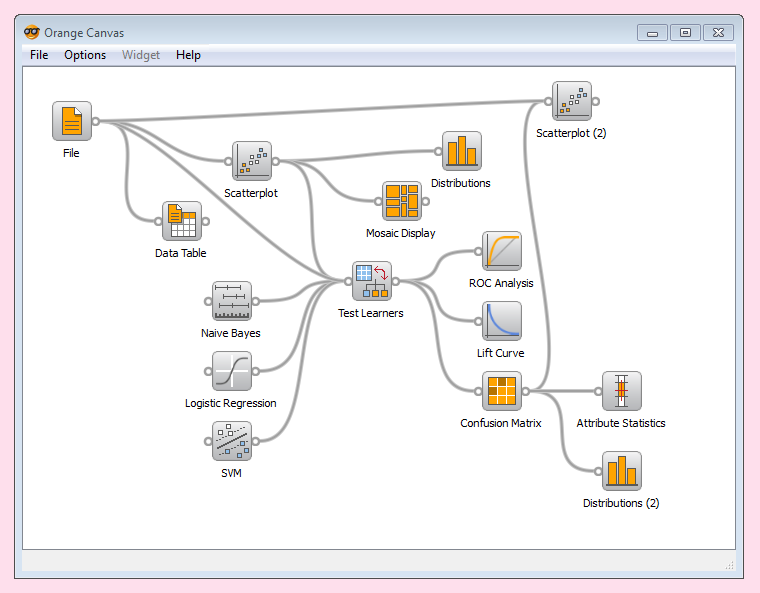 Orange Canvas
File Options Widget Help
File
Scatterplot (2)
Scatterplot
Distributions
Mosaic Display
Data Table
ROC Analysis
Test Learners
Naive Bayes
Lift Curve
Logistic Regression
Confusion Matrix
Attribute Statistics
SVM
Distributions (2)